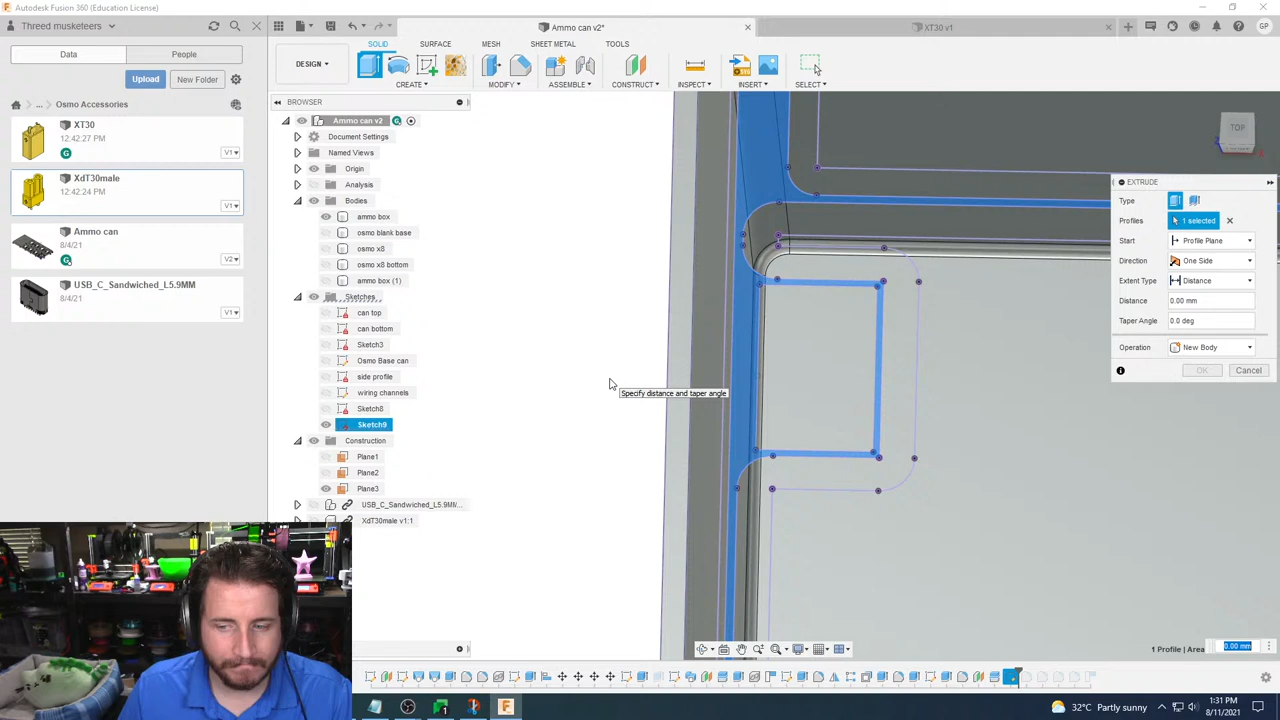 Autodesk Fusion 360 (Education License)
Threed musketeers
Data People
Upload New Folder
... Osmo Accessories
XT30
12:42:27 PM
V1
XdT30male
12:42:24 PM
V1
Ammo can
8/4/21
V2
USB_C_Sandwiched_L5.9MM
8/4/21
V1
Ammo can v2* XT30 v1
SOLID SURFACE MESH SHEET METAL TOOLS
DESIGN
CREATE MODIFY ASSEMBLE CONSTRUCT INSPECT INSERT SELECT
BROWSER
Ammo can v2
Document Settings
Named Views
Origin
Analysis
Bodies
ammo box
osmo blank base
osmo x8
osmo x8 bottom
ammo box (1)
Sketches
can top
can bottom
Sketch3
Osmo Base can
side profile
wiring channels
Sketch8
Sketch9
Construction
Plane1
Plane2
Plane3
USB_C_Sandwiched_L5.9MM/...
XdT30male v1:1
Specify distance and taper angle
TOP
EXTRUDE
Type
Profiles 1 selected
Start Profile Plane
Direction One Side
Extent Type Distance
Distance 0.00 mm
Taper Angle 0.0 deg
Operation New Body
OK Cancel
1 Profile | Area
0.00 mm
32°C Partly sunny
1:31 PM
8/11/2021